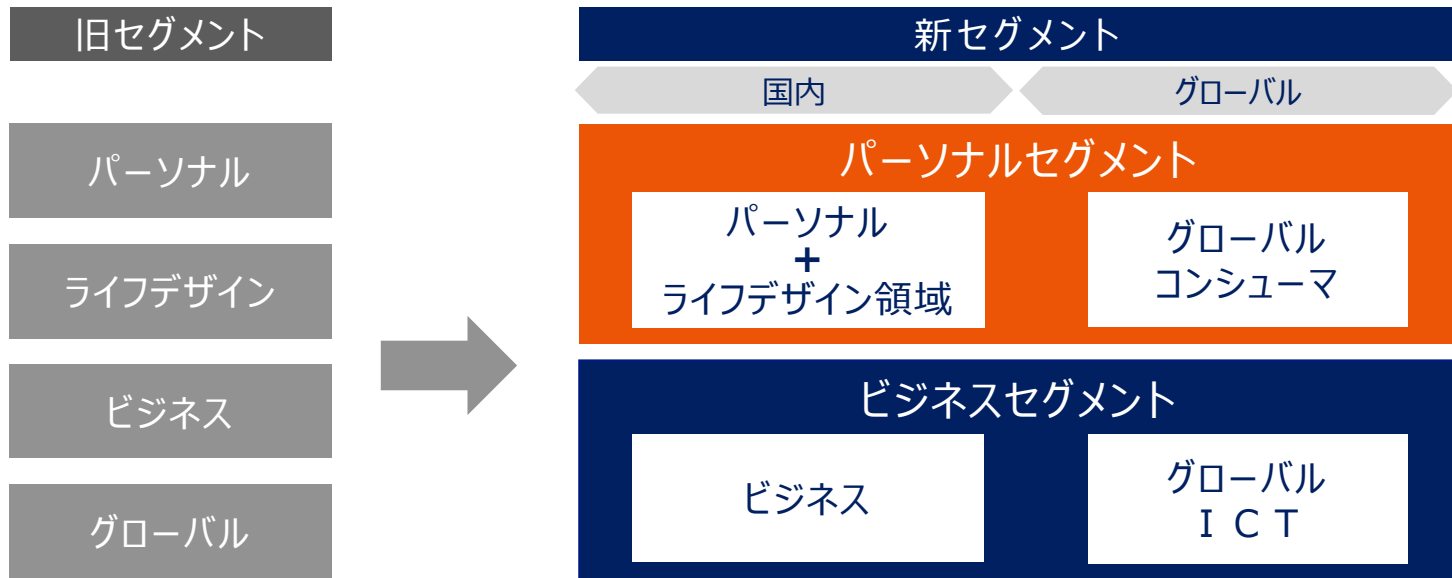 旧セグメント
パーソナル
ライフデザイン
ビジネス
グローバル
新セグメント
国内
グローバル
パーソナルセグメント
パーソナル
+
ライフデザイン領域
グローバル
コンシューマ
ビジネスセグメント
ビジネス
グローバル
ＩＣＴ